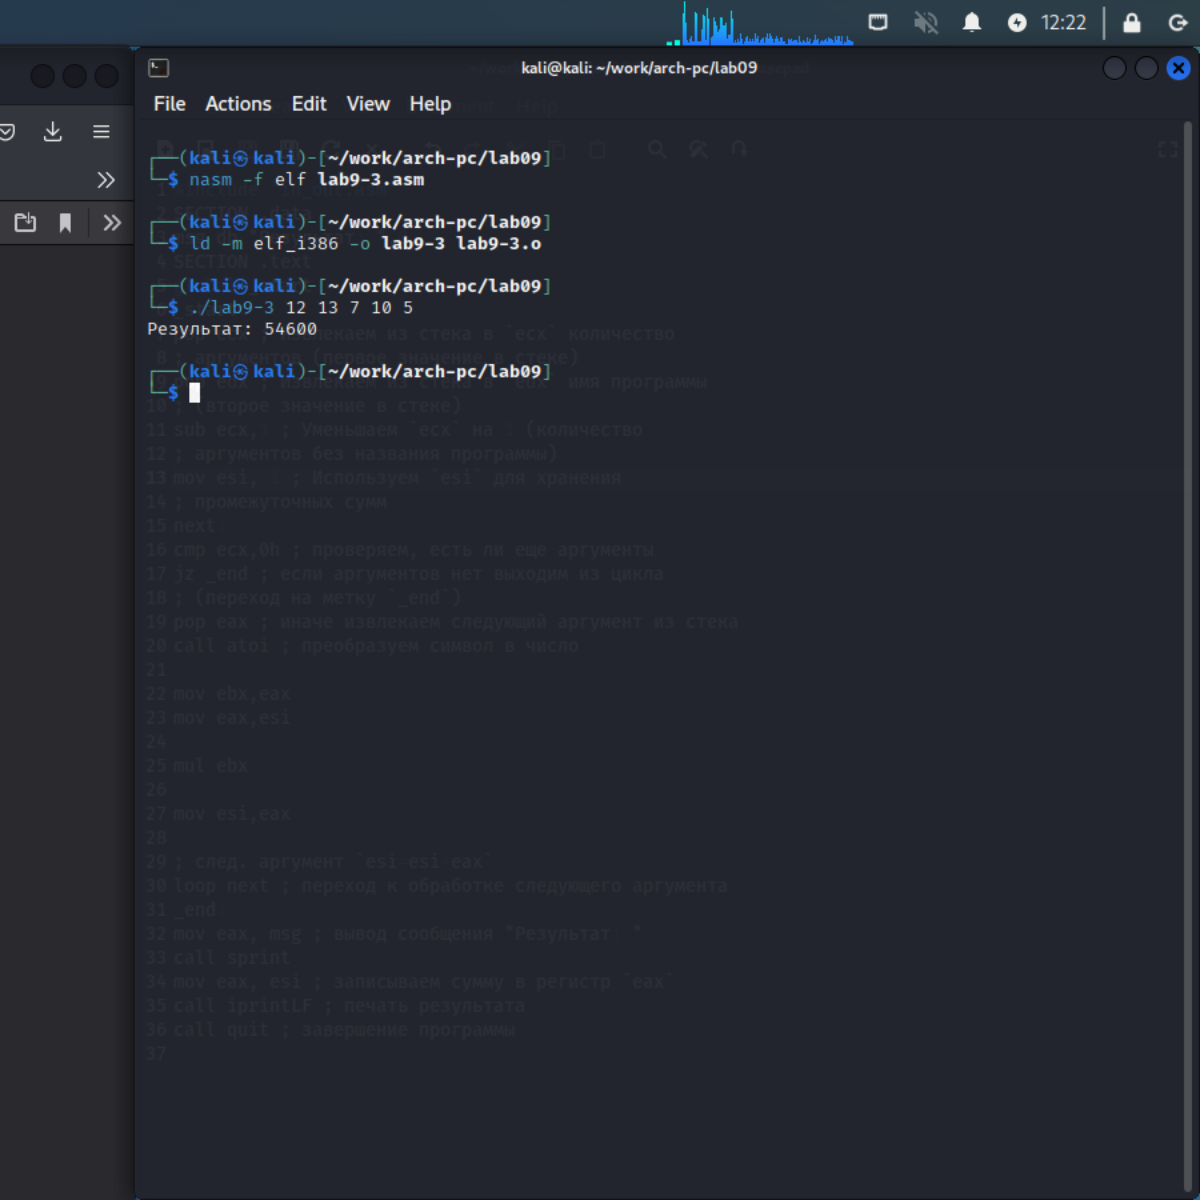 12:22
kali@kali: ~/work/arch-pc/lab09
File Actions Edit View Help
┌──(kali㉿kali)-[~/work/arch-pc/lab09]
└─$ nasm -f elf lab9-3.asm
2 SECTION
┌──(kali㉿kali)-[~/work/arch-pc/lab09]
└─$ ld -m elf_i386 -o lab9-3 lab9-3.o
4 SECTION .text
┌──(kali㉿kali)-[~/work/arch-pc/lab09]
└─$ ./lab9-3 12 13 7 10 5
Результат: 54600
извлекаем из стека в `ecx` количество
8 ; аргументов (первое значение в стеке)
┌──(kali㉿kali)-[~/work/arch-pc/lab09]
извлекаем из стека в имя программы
└─$
10 ; (второе значение в стеке)
11 sub ecx, ; Уменьшаем `ecx` на (количество
12 ; аргументов без названия программы)
13 mov esi, ; Используем `esi` для хранения
14 ; промежуточных сумм
15 next
16 cmp ecx,0h ; проверяем, есть ли еще аргументы
17 jz _end ; если аргументов нет выходим из цикла
18 ; (переход на метку `_end`)
19 pop eax ; иначе извлекаем следующий аргумент из стека
20 call atoi ; преобразуем символ в число
21
22 mov ebx,eax
23 mov eax,esi
24
25 mul ebx
26
27 mov esi,eax
28
29 ; след. аргумент `esi esi eax`
30 loop next ; переход к обработке следующего аргумента
31 _end
32 mov eax, msg ; вывод сообщения "Результат "
33 call sprint
34 mov eax, esi ; записываем сумму в регистр `eax`
35 call iprintLF ; печать результата
36 call quit ; завершение программы
37